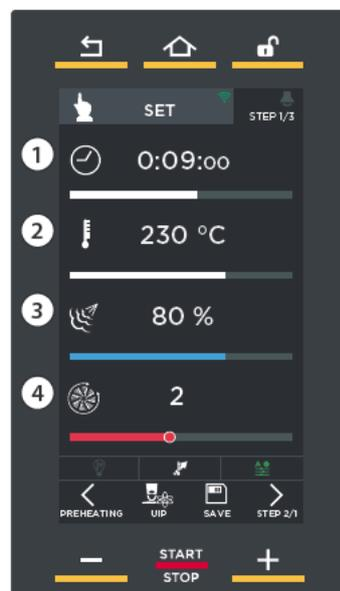 SET
STEP 1/3
1
0:09:00
2
230 °C
3
80 %
4
2
PREHEATING UIP SAVE STEP 2/1
START
STOP